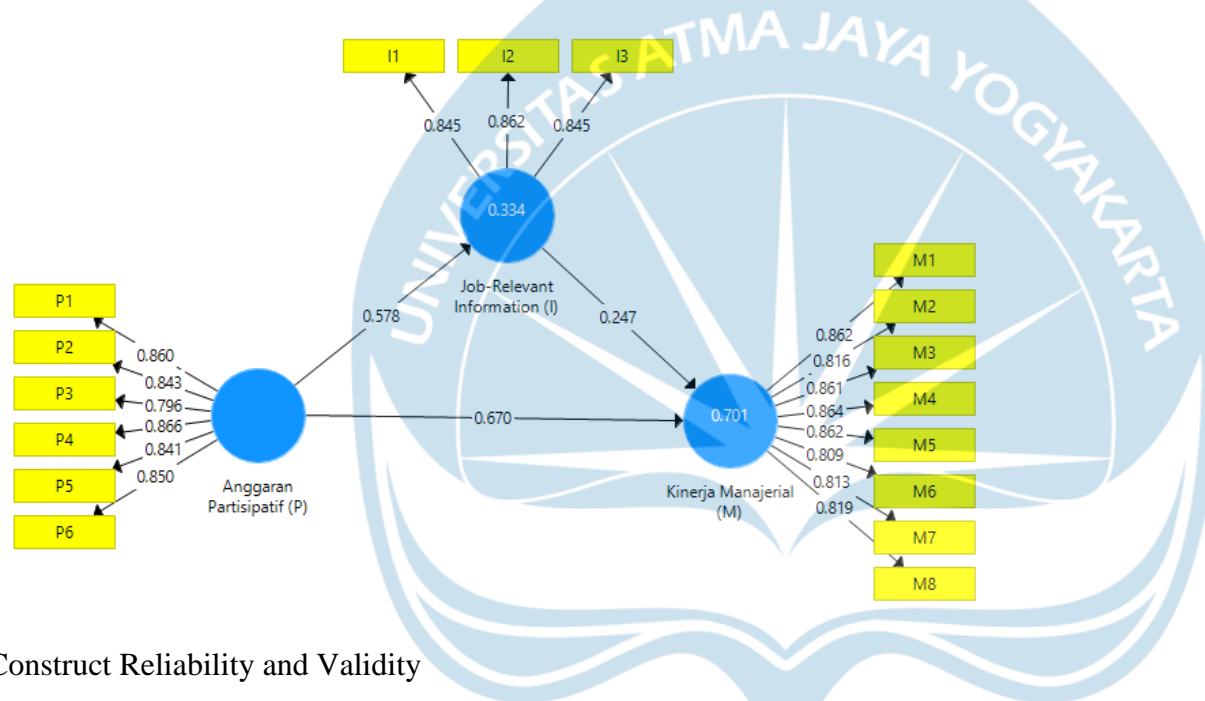 UNIVERSITAS ATMA JAYA YOGYAKARTA
I1
I2
I3
0.845
0.862
0.845
0.334
Job-Relevant
Information (I)
0.578
0.247
P1
P2
P3
P4
P5
P6
0.860
0.843
0.796
0.866
0.841
0.850
Anggaran
Partisipatif (P)
0.670
0.701
Kinerja Manajerial
(M)
0.862
0.816
0.861
0.864
0.862
0.809
0.813
0.819
M1
M2
M3
M4
M5
M6
M7
M8
Construct Reliability and Validity